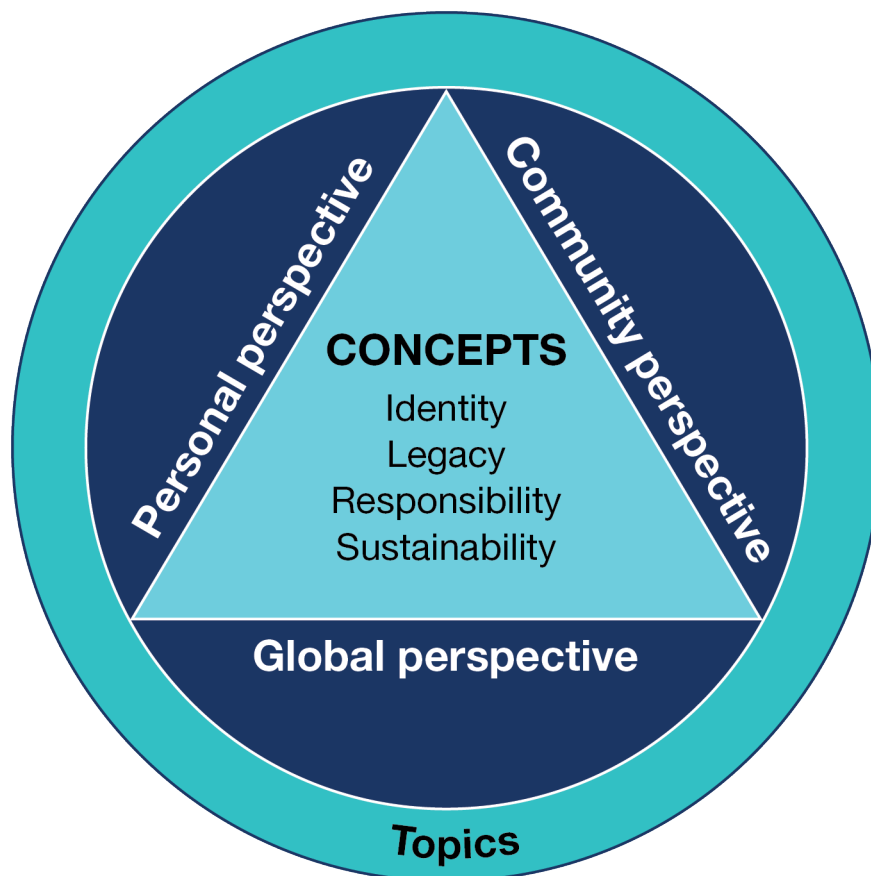 Personal perspective
Community perspective
CONCEPTS
Identity
Legacy
Responsibility
Sustainability
Global perspective
Topics